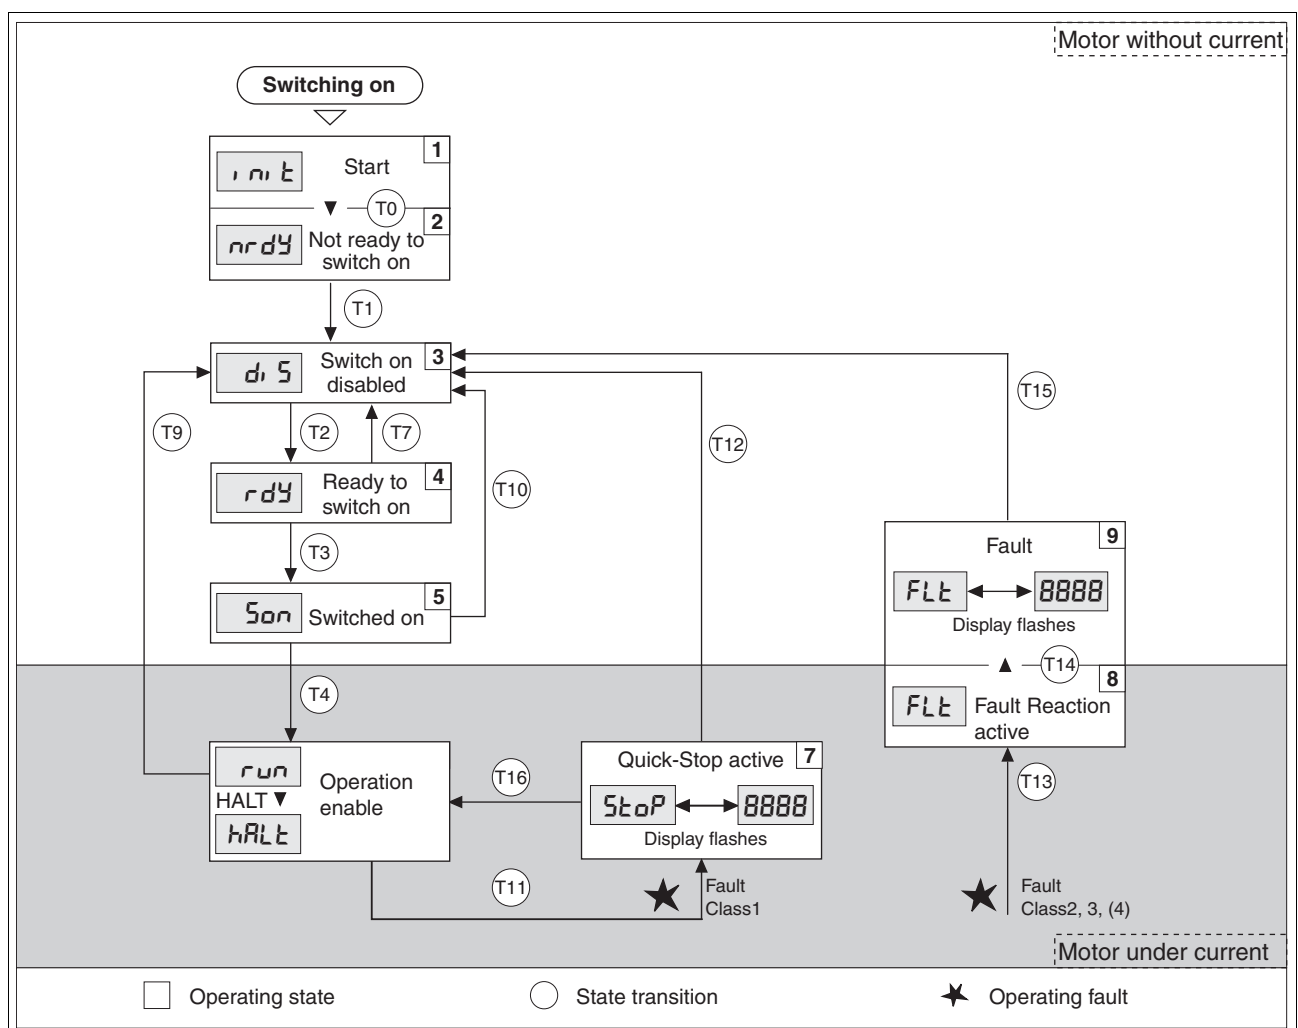 Motor without current
Switching on
1
init
Start
T0
2
nrdy
Not ready to
switch on
T1
3
diS
Switch on
disabled
T9
T2
T7
T12
T15
4
rdy
Ready to
switch on
T10
T3
5
Son
Switched on
9
Fault
FLt
8888
Display flashes
T14
8
FLt
Fault Reaction
active
T4
run
HALT
hALt
Operation
enable
T16
7
Quick-Stop active
StoP
8888
Display flashes
T13
T11
Fault
Class1
Fault
Class2, 3, (4)
Motor under current
Operating state
State transition
Operating fault